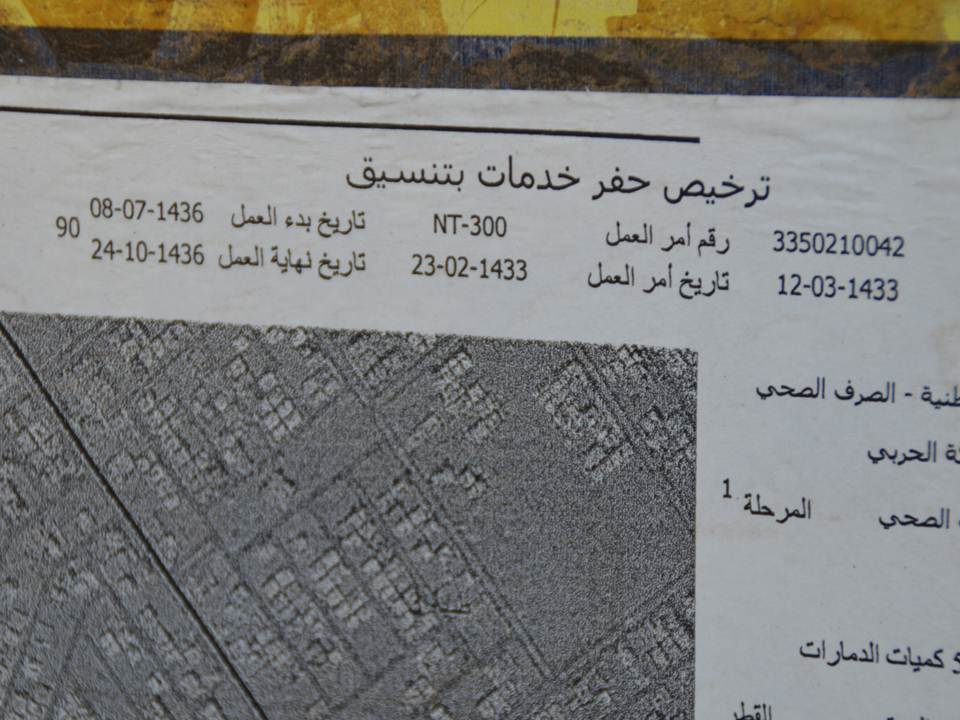 ترخيص حفر خدمات بتنسيق
3350210042 رقم أمر العمل NT-300 تاريخ بدء العمل 08-07-1436 90
12-03-1433 تاريخ أمر العمل 23-02-1433 تاريخ نهاية العمل 24-10-1436
- الصرف الصحي
الحربي
الصحي المرحلة 1
كميات الدمارات
القطر